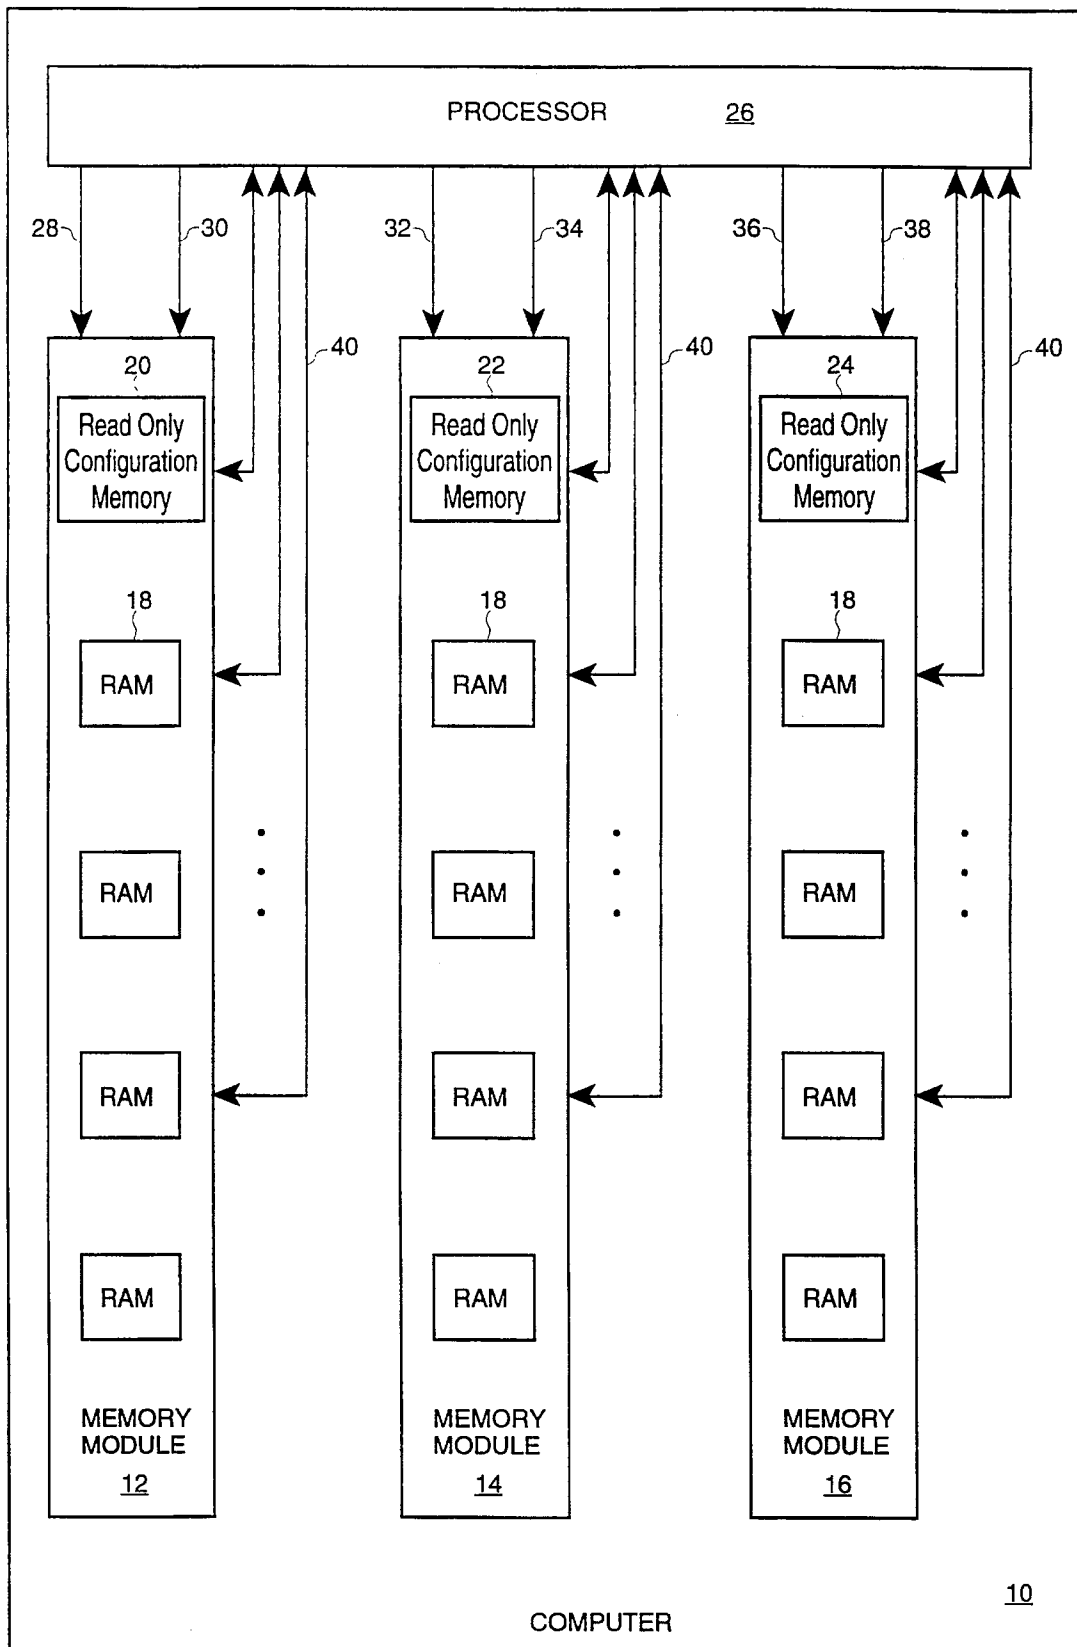 PROCESSOR 26
28 30 32 34 36 38
40 40 40
20 22 24
Read Only
Configuration
Memory
Read Only
Configuration
Memory
Read Only
Configuration
Memory
18 18 18
RAM RAM RAM
RAM RAM RAM
RAM RAM RAM
RAM RAM RAM
MEMORY
MODULE
12
MEMORY
MODULE
14
MEMORY
MODULE
16
10
COMPUTER